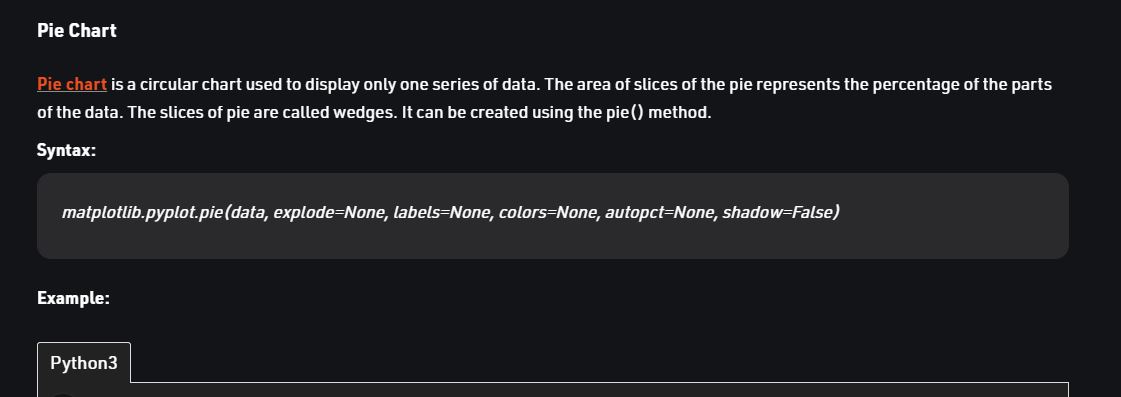 Pie Chart
Pie chart is a circular chart used to display only one series of data. The area of slices of the pie represents the percentage of the parts
of the data. The slices of pie are called wedges. It can be created using the pie() method.
Syntax:
matplotlib.pyplot.pie(data, explode=None, labels=None, colors=None, autopct=None, shadow=False)
Example:
Python3